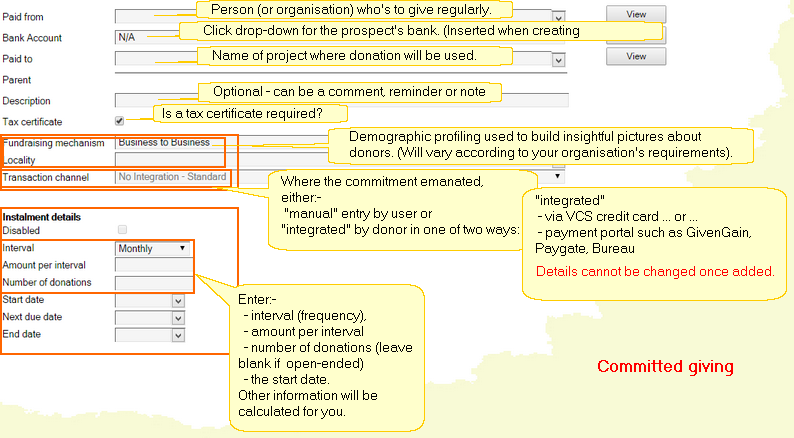 Paid from
Person (or organisation) who's to give regularly.
View
Bank Account
N/A
Click drop-down for the prospect's bank. (Inserted when creating
Paid to
Name of project where donation will be used.
View
Parent
Description
Optional - can be a comment, reminder or note
Tax certificate
Is a tax certificate required?
Fundraising mechanism
Business to Business
Demographic profiling used to build insightful pictures about
donors. (Will vary according to your organisation's requirements).
Locality
Transaction channel
No Integration - Standard
Where the commitment emanated,
either:-
"manual" entry by user or
"integrated" by donor in one of two ways:
"integrated"
- via VCS credit card ... or ...
- payment portal such as GivenGain,
Paygate, Bureau
Details cannot be changed once added.
Instalment details
Disabled
Interval
Monthly
Amount per interval
Number of donations
Start date
Next due date
End date
Enter:-
- interval (frequency),
- amount per interval
- number of donations (leave
blank if open-ended)
- the start date.
Other information will be
calculated for you.
Committed giving